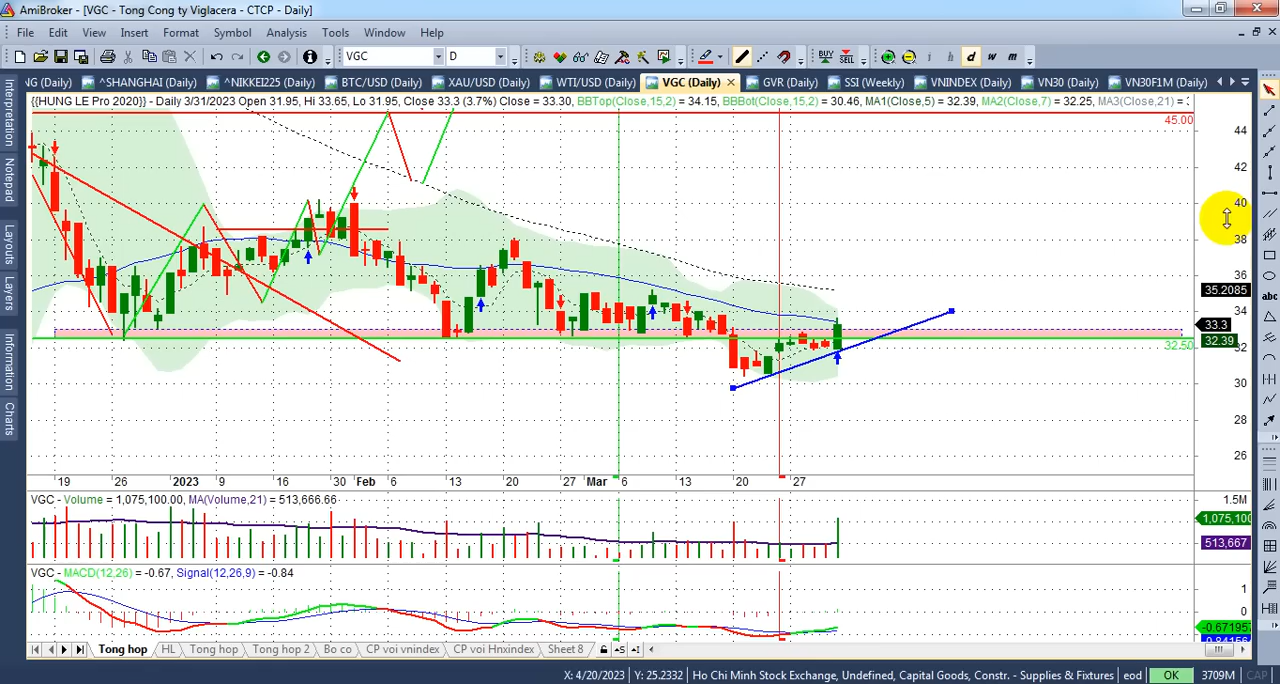 AmiBroker - [VGC - Tong Cong ty Viglacera - CTCP - Daily]
File Edit View Insert Format Symbol Analysis Tools Window Help
VGC D BUY SELL i h d w m
NG (Daily) ^SHANGHAI (Daily) ^NIKKEI225 (Daily) BTC/USD (Daily) XAU/USD (Daily) WTI/USD (Daily) VGC (Daily) GVR (Daily) SSI (Weekly) VNINDEX (Daily) VN30 (Daily) VN30F1M (Daily)
Interpretation
Notepad
Layouts
Layers
Information
Charts
{{HUNG LE Pro 2020}} - Daily 3/31/2023 Open 31.95, Hi 33.65, Lo 31.95, Close 33.3 (3.7%) Close = 33.30, BBTop(Close,15,2) = 34.15, BBBot(Close,15,2) = 30.46, MA1(Close,5) = 32.39, MA2(Close,7) = 32.25, MA3(Close,21) =
45.00
44
42
40
38
36
35.2085
34
33.3
32.39
32.50
32
30
28
26
abc
19 26 2023 9 16 30 Feb 6 13 20 27 Mar 6 13 20 27
VGC - Volume = 1,075,100.00, MA(Volume,21) = 513,666.66
1.5M
1,075,100
513,667
VGC - MACD(12,26) = -0.67, Signal(12,26,9) = -0.84
1
0
-0.671957
-0.84156
Tong hop HL Tong hop Tong hop 2 Bo co CP voi vnindex CP voi Hnxindex Sheet 8
X: 4/20/2023 Y: 25.2332 Ho Chi Minh Stock Exchange, Undefined, Capital Goods, Constr. - Supplies & Fixtures eod OK 3709M CAP